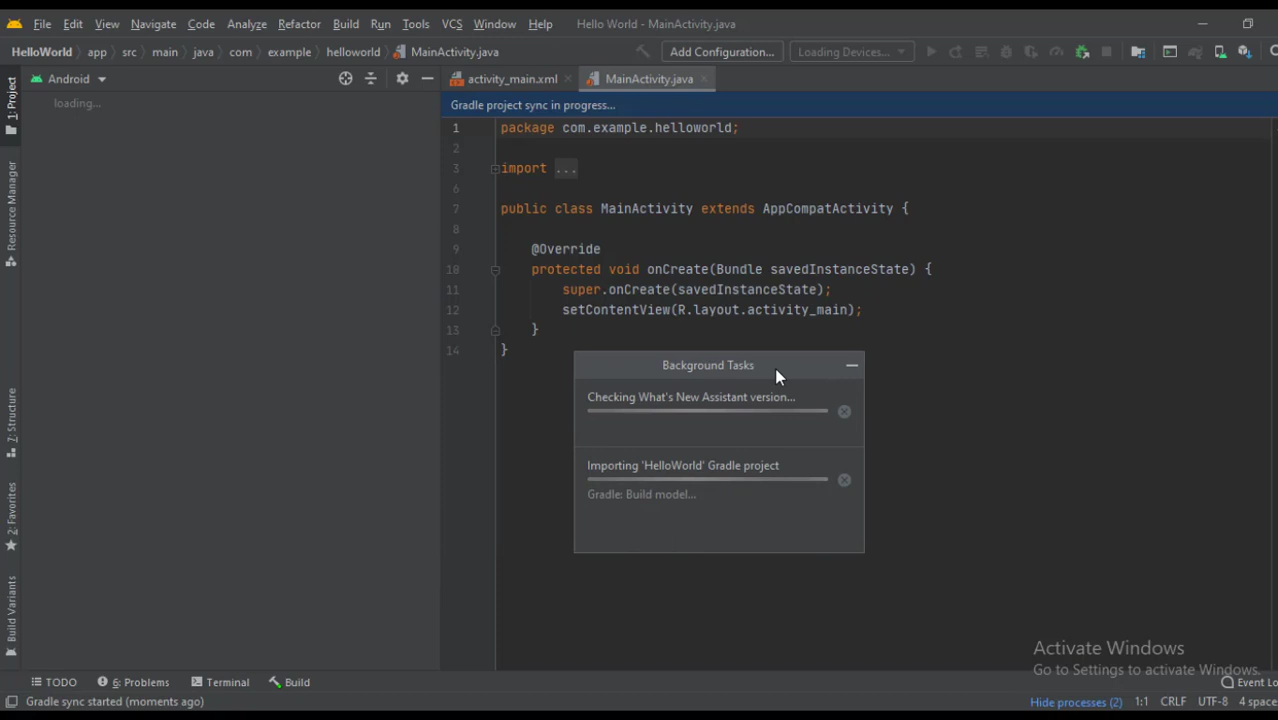 File Edit View Navigate Code Analyze Refactor Build Run Tools VCS Window Help Hello World - MainActivity.java
HelloWorld app src main java com example helloworld MainActivity.java Add Configuration... Loading Devices...
1: Project
Resource Manager
7: Structure
2: Favorites
Build Variants
Android
loading...
activity_main.xml MainActivity.java
Gradle project sync in progress...
1 package com.example.helloworld;
2
3 import ...
6
7 public class MainActivity extends AppCompatActivity {
8
9 @Override
10 protected void onCreate(Bundle savedInstanceState) {
11 super.onCreate(savedInstanceState);
12 setContentView(R.layout.activity_main);
13 }
14 }
Background Tasks
Checking What's New Assistant version...
Importing 'HelloWorld' Gradle project
Gradle: Build model...
Activate Windows
Go to Settings to activate Windows.
TODO 6: Problems Terminal Build Event Lo
Gradle sync started (moments ago) Hide processes (2) 1:1 CRLF UTF-8 4 space